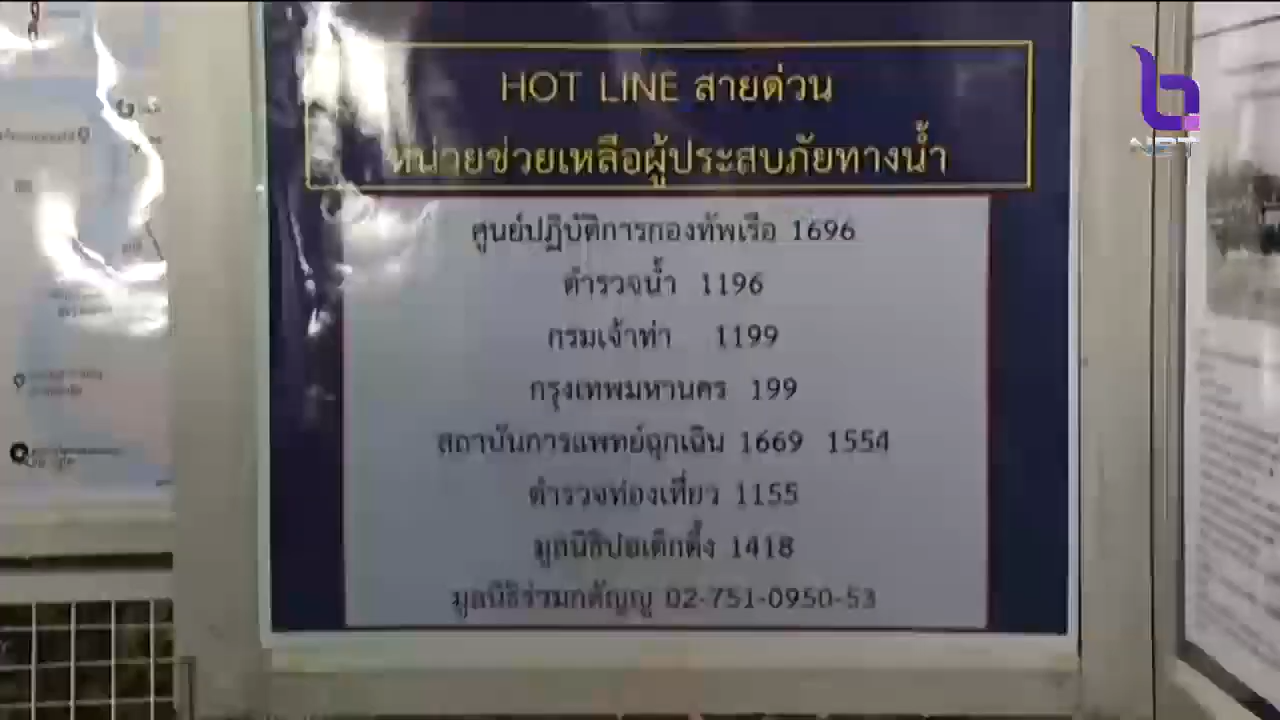 NET
HOT LINE สายด่วน
หน่ายช่วยเหลือผู้ประสบภัยทางน้ำ
ศูนย์ปฏิบัติการกองทัพเรือ 1696
ตำรวจน้ำ 1196
กรมเจ้าท่า 1199
กรุงเทพมหานคร 199
สถาบันการแพทย์ฉุกเฉิน 1669 1554
ตำรวจท่องเที่ยว 1155
มูลนิธิปอเต็กตึ้ง 1418
มูลนิธิร่วมกตัญญู 02-751-0950-53